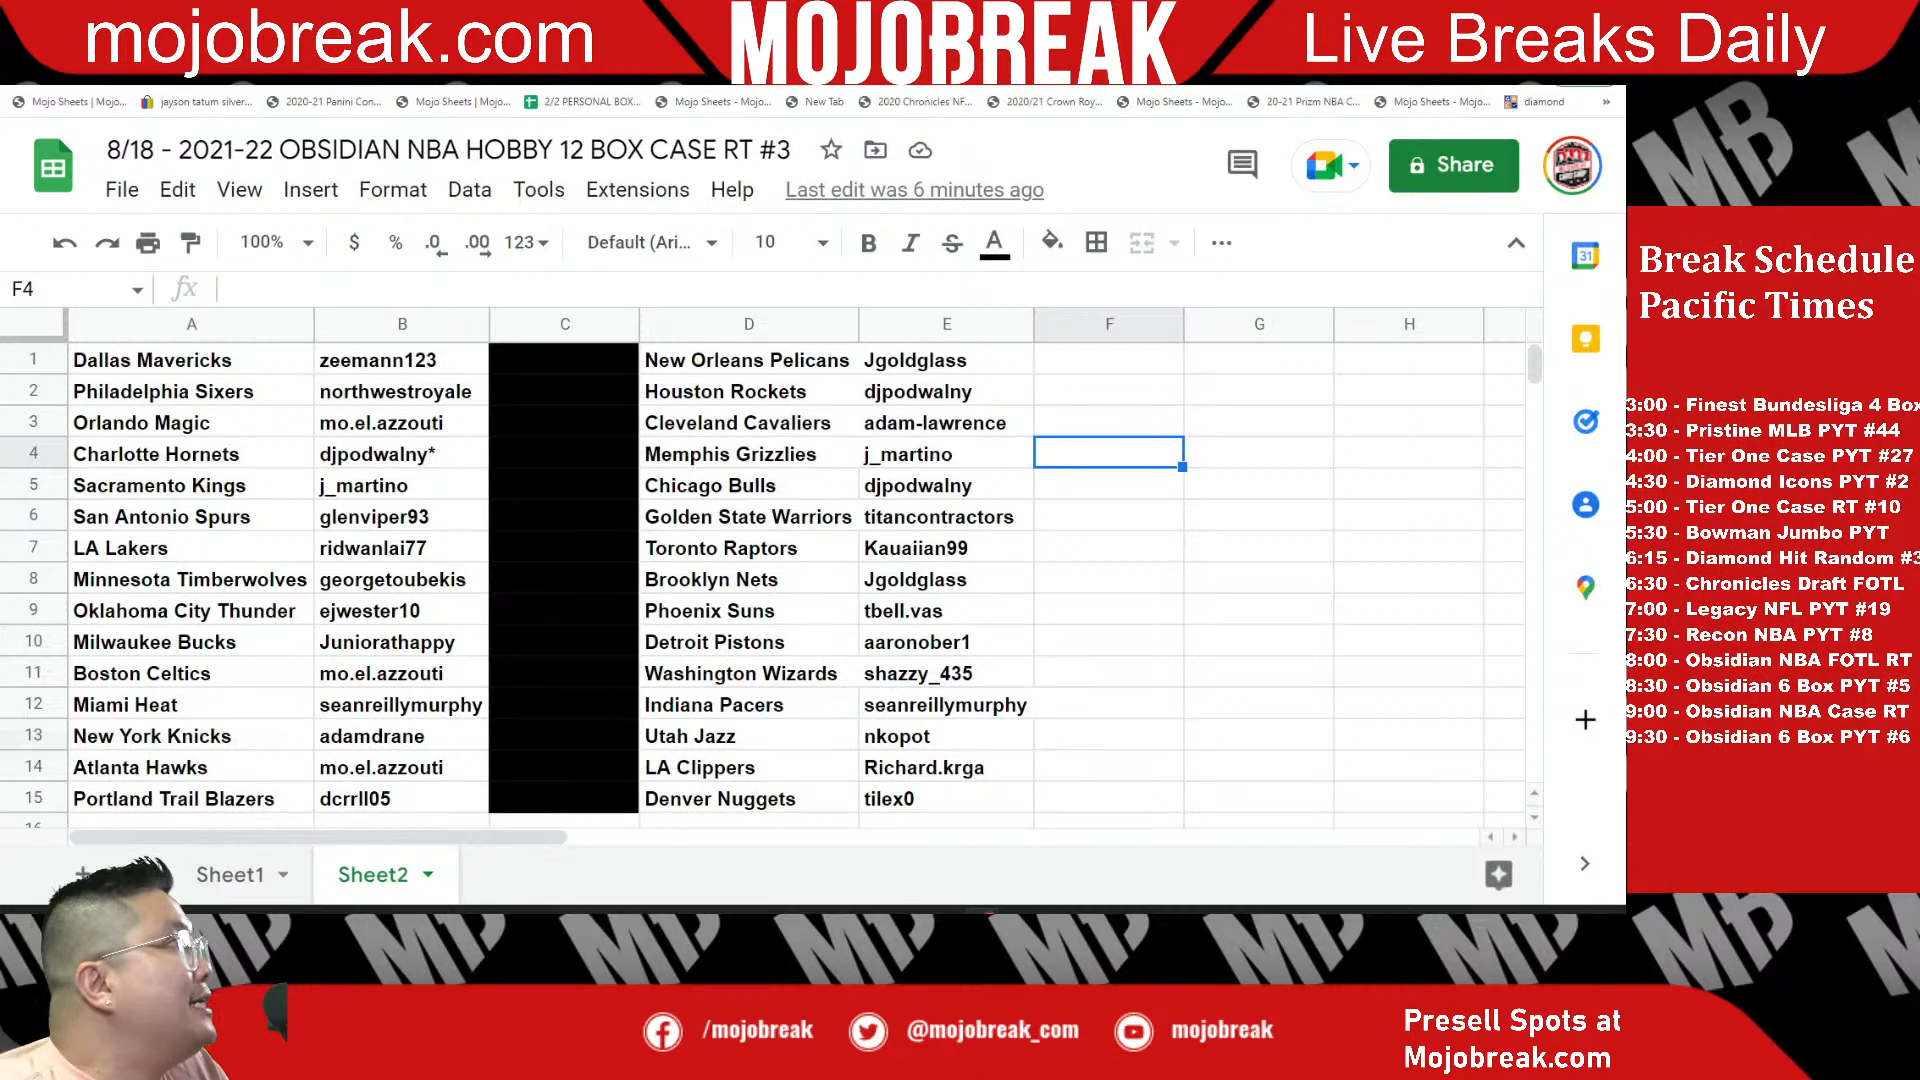 mojobreak.com
MOJOBREAK
Live Breaks Daily
Mojo Sheets | Mojo...
jayson tatum silver...
2020-21 Panini Con...
Mojo Sheets | Mojo...
2/2 PERSONAL BOX...
Mojo Sheets - Mojo...
New Tab
2020 Chronicles NF...
2020/21 Crown Roy...
Mojo Sheets - Mojo...
20-21 Prizm NBA C...
Mojo Sheets - Mojo...
diamond
»
8/18 - 2021-22 OBSIDIAN NBA HOBBY 12 BOX CASE RT #3
Share
File Edit View Insert Format Data Tools Extensions Help Last edit was 6 minutes ago
100% $ % .0 .00 123 Default (Ari... 10 B I S A
31
F4 fx
A B C D E F G H
1 Dallas Mavericks zeemann123 New Orleans Pelicans Jgoldglass
2 Philadelphia Sixers northwestroyale Houston Rockets djpodwalny
3 Orlando Magic mo.el.azzouti Cleveland Cavaliers adam-lawrence
4 Charlotte Hornets djpodwalny* Memphis Grizzlies j_martino
5 Sacramento Kings j_martino Chicago Bulls djpodwalny
6 San Antonio Spurs glenviper93 Golden State Warriors titancontractors
7 LA Lakers ridwanlai77 Toronto Raptors Kauaiian99
8 Minnesota Timberwolves georgetoubekis Brooklyn Nets Jgoldglass
9 Oklahoma City Thunder ejwester10 Phoenix Suns tbell.vas
10 Milwaukee Bucks Juniorathappy Detroit Pistons aaronober1
11 Boston Celtics mo.el.azzouti Washington Wizards shazzy_435
12 Miami Heat seanreillymurphy Indiana Pacers seanreillymurphy
13 New York Knicks adamdrane Utah Jazz nkopot
14 Atlanta Hawks mo.el.azzouti LA Clippers Richard.krga
15 Portland Trail Blazers dcrrll05 Denver Nuggets tilex0
Sheet1
Sheet2
Break Schedule
Pacific Times
3:00 - Finest Bundesliga 4 Box
3:30 - Pristine MLB PYT #44
4:00 - Tier One Case PYT #27
4:30 - Diamond Icons PYT #2
5:00 - Tier One Case RT #10
5:30 - Bowman Jumbo PYT
6:15 - Diamond Hit Random #3
6:30 - Chronicles Draft FOTL
7:00 - Legacy NFL PYT #19
7:30 - Recon NBA PYT #8
8:00 - Obsidian NBA FOTL RT
8:30 - Obsidian 6 Box PYT #5
9:00 - Obsidian NBA Case RT
9:30 - Obsidian 6 Box PYT #6
/mojobreak
@mojobreak_com
mojobreak
Presell Spots at
Mojobreak.com